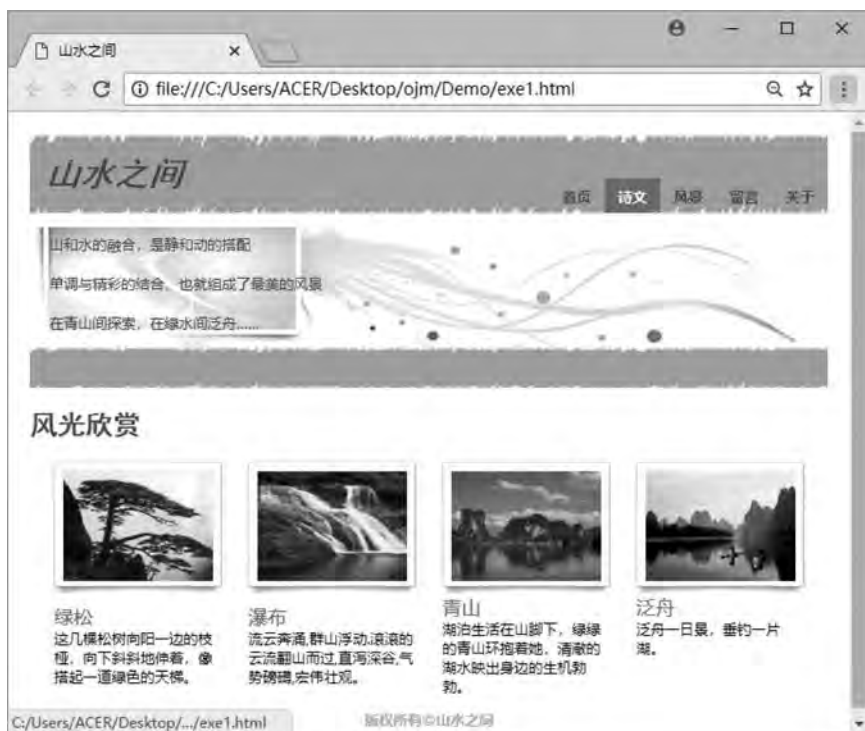 山水之间
file:///C:/Users/ACER/Desktop/ojm/Demo/exe1.html
山水之间
首页 诗文 风景 留言 关于
山和水的融合，是静和动的搭配
单调与精彩的结合，也就组成了最美的风景
在青山间探索，在绿水间泛舟……
风光欣赏
绿松
这几棵松树向阳一边的枝
桠，向下斜斜地伸着，像
搭起一道绿色的天梯。
瀑布
流云奔涌,群山浮动.滚滚的
云流翻山而过,直泻深谷,气
势磅礴,宏伟壮观。
青山
湖泊生活在山脚下，绿绿
的青山环抱着她，清澈的
湖水映出身边的生机勃
勃。
泛舟
泛舟一日景，垂钓一片
湖。
C:/Users/ACER/Desktop/.../exe1.html
版权所有©山水之间